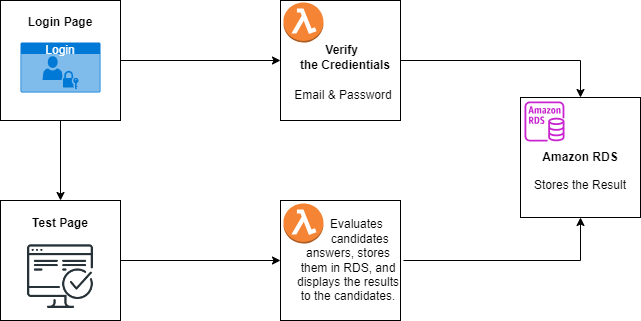 Login Page
Login
Verify
the Credientials
Email & Password
Amazon
RDS
Amazon RDS
Stores the Result
Test Page
Evaluates
candidates
answers, stores
them in RDS, and
displays the results
to the candidates.